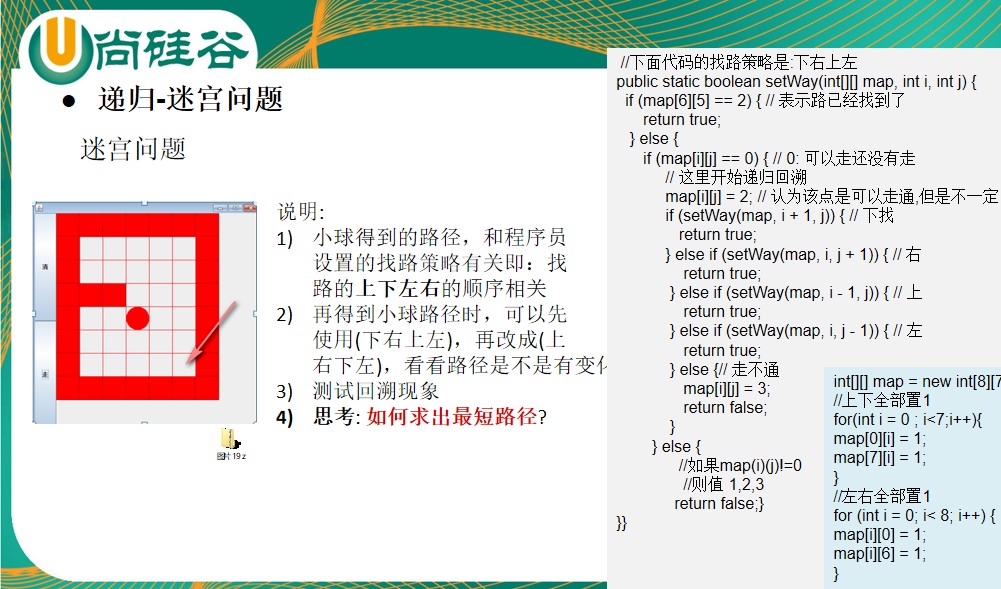 尚硅谷
● 递归-迷宫问题
迷宫问题
说明:
1) 小球得到的路径，和程序员
设置的找路策略有关即：找
路的上下左右的顺序相关
2) 再得到小球路径时，可以先
使用(下右上左)，再改成(上
右下左)，看看路径是不是有变化
3) 测试回溯现象
4) 思考: 如何求出最短路径?
清
走
图片19 z
//下面代码的找路策略是:下右上左
public static boolean setWay(int[][] map, int i, int j) {
if (map[6][5] == 2) { // 表示路已经找到了
return true;
} else {
if (map[i][j] == 0) { // 0: 可以走还没有走
// 这里开始递归回溯
map[i][j] = 2; // 认为该点是可以走通,但是不一定
if (setWay(map, i + 1, j)) { // 下找
return true;
} else if (setWay(map, i, j + 1)) { // 右
return true;
} else if (setWay(map, i - 1, j)) { // 上
return true;
} else if (setWay(map, i, j - 1)) { // 左
return true;
} else {// 走不通
map[i][j] = 3;
return false;
}
} else {
//如果map(i)(j)!=0
//则值 1,2,3
return false;}
}}
int[][] map = new int[8][7
//上下全部置1
for(int i = 0 ; i<7;i++){
map[0][i] = 1;
map[7][i] = 1;
}
//左右全部置1
for (int i = 0; i< 8; i++) {
map[i][0] = 1;
map[i][6] = 1;
}